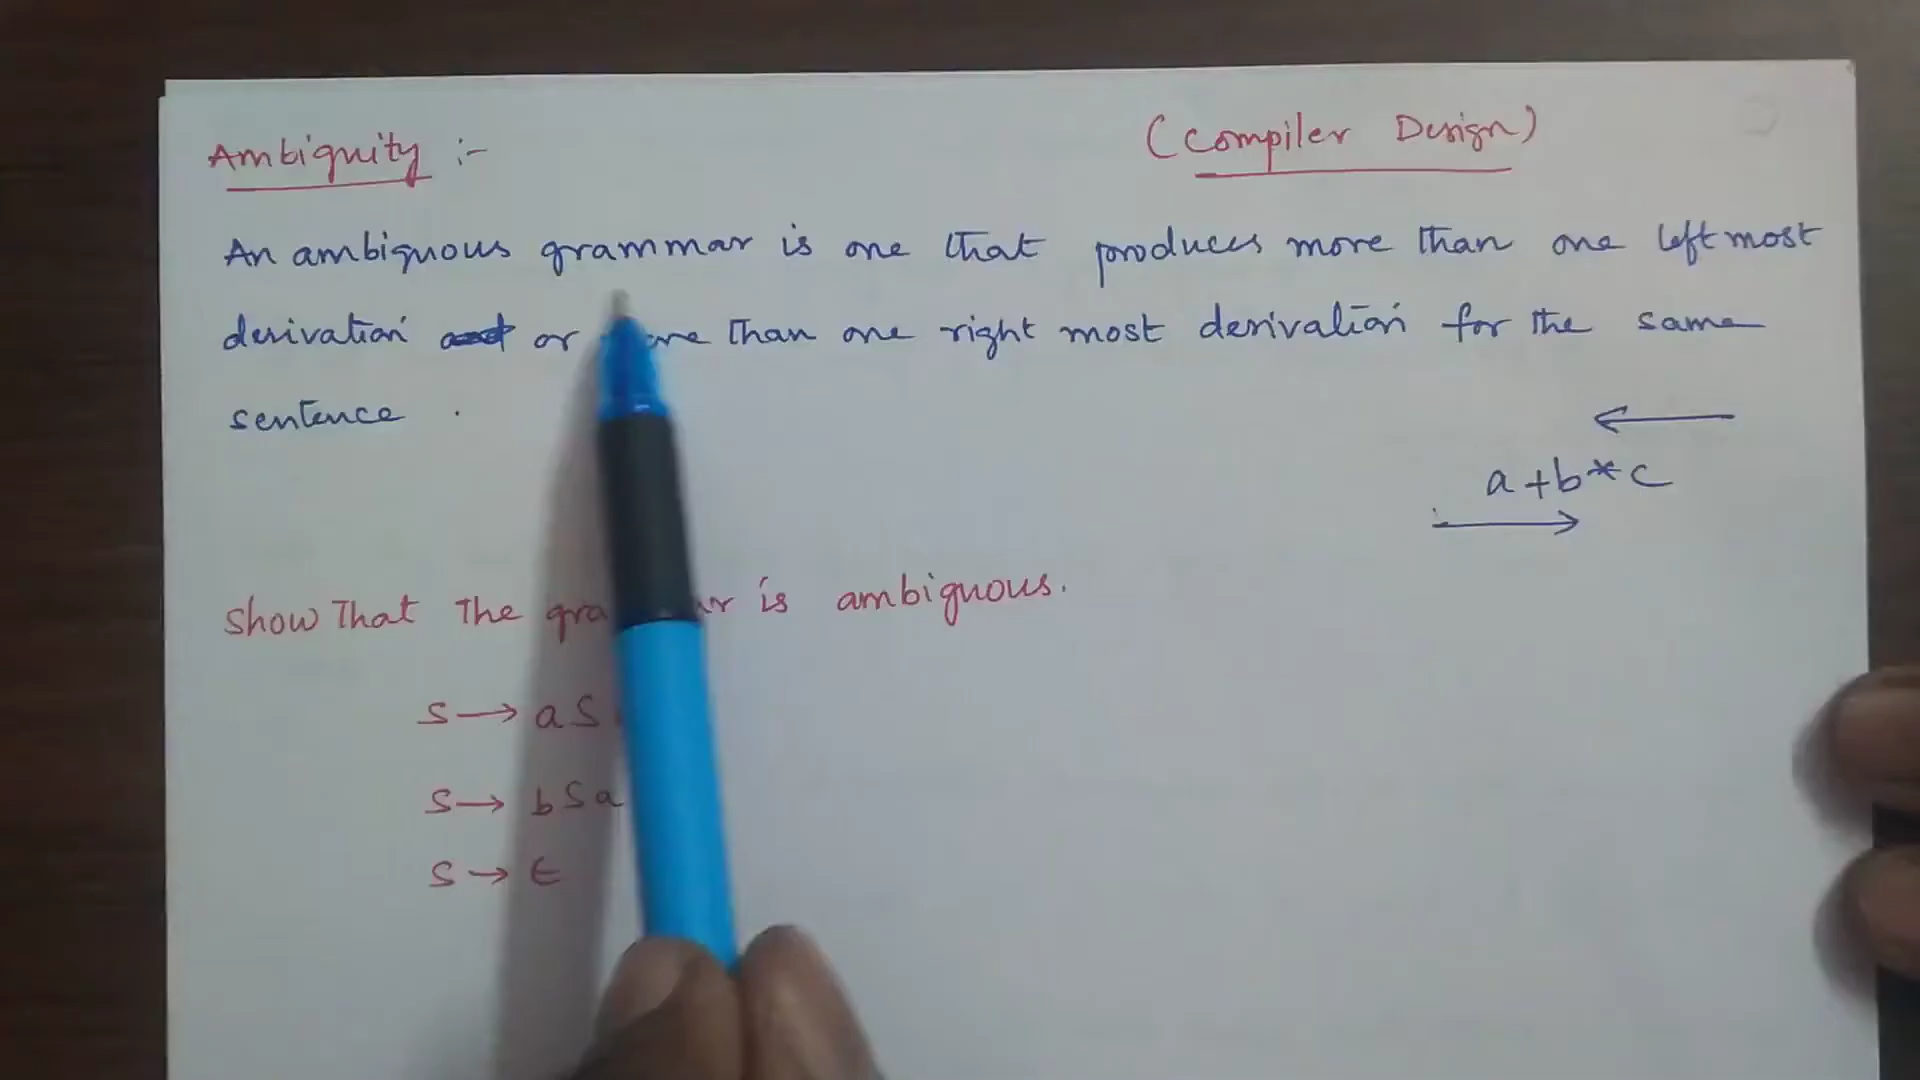 Ambiguity :-
(Compiler Design)
An ambiguous grammar is one that produces more than one left most
derivation or than one right most derivation for the same
sentence .
a+b*c
Show That The is ambiguous.
S → aS
S → bSa
S → ε